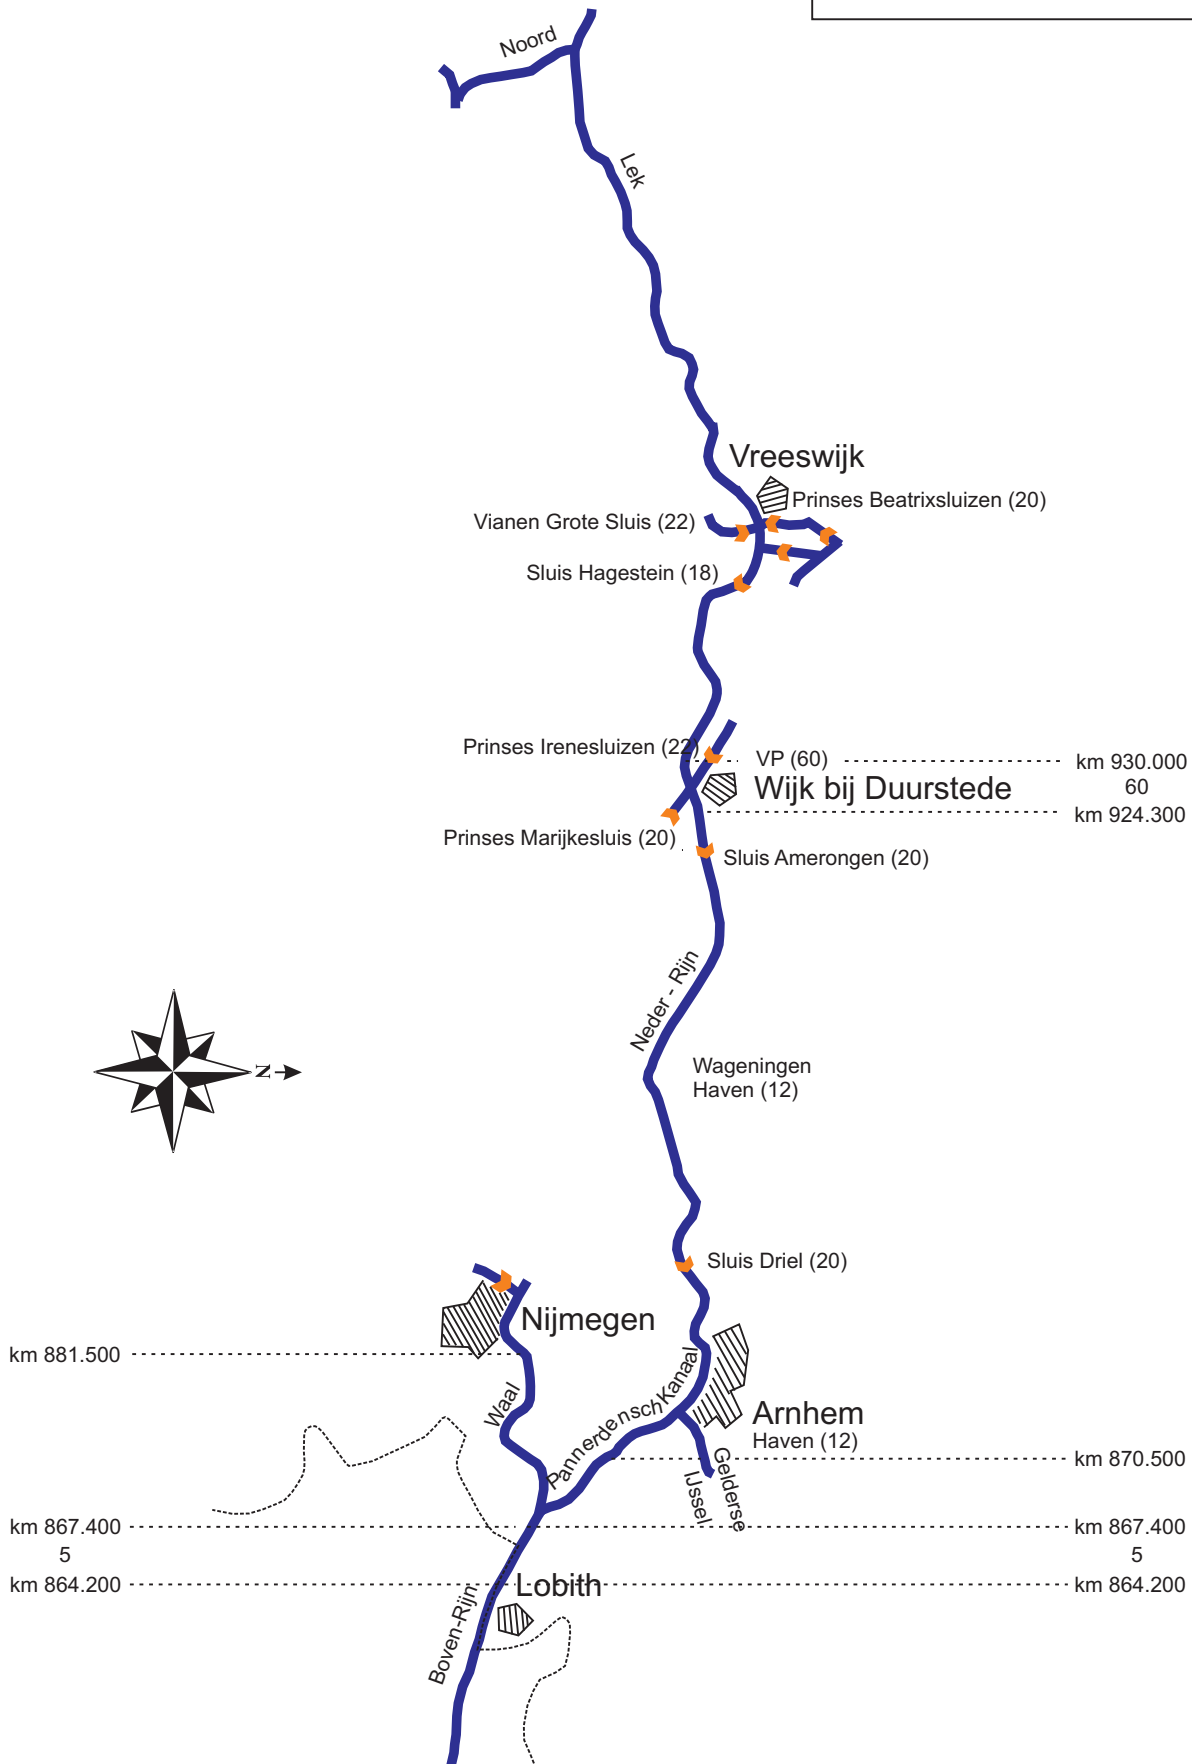 Noord
Lek
Vreeswijk
Prinses Beatrixsluizen (20)
Vianen Grote Sluis (22)
Sluis Hagestein (18)
Prinses Irenesluizen (22)
VP (60)
km 930.000
60
Wijk bij Duurstede
km 924.300
Prinses Marijkesluis (20)
Sluis Amerongen (20)
Neder - Rijn
N
Wageningen
Haven (12)
Sluis Driel (20)
Nijmegen
km 881.500
Waal
Pannerdensch Kanaal
Arnhem
Haven (12)
km 870.500
Gelderse
IJssel
km 867.400
km 867.400
5
5
km 864.200
km 864.200
Lobith
Boven-Rijn